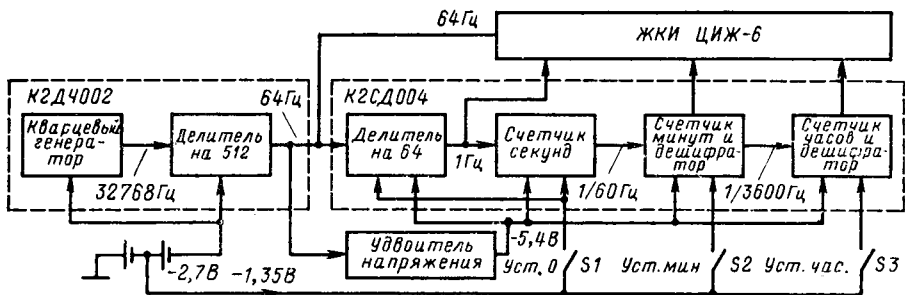 64Гц
ЖКИ ЦИЖ-6
К2ДЧ002
64Гц
К2СД004
Кварцевый
генера-
тор
Делитель
на 512
Делитель
на 64
Счетчик
секунд
Счетчик
минут и
дешифра-
тор
Счетчик
часов и
дешифра-
тор
32768Гц
1Гц
1/60Гц
1/3600Гц
Удвоитель
напряжения
-5,4В
-2,7В
-1,35В
Уст. 0
S1
Уст.мин
S2
Уст.час.
S3